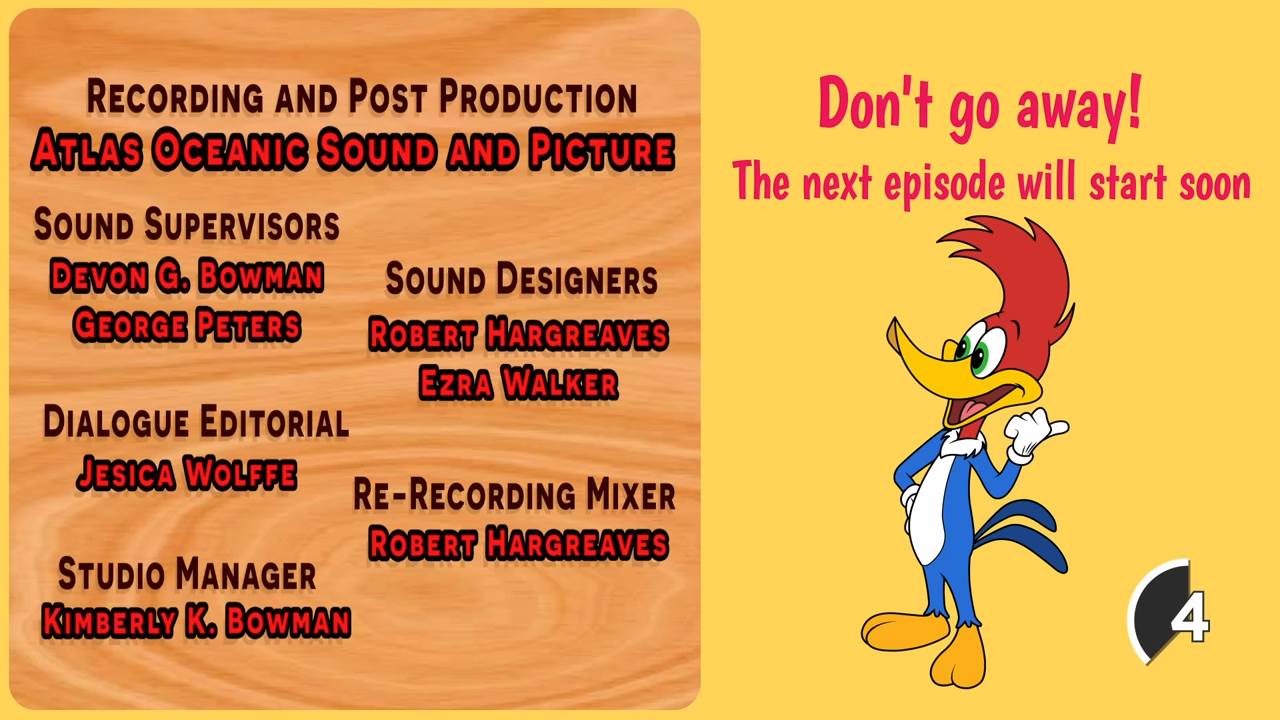 Recording and Post Production
Atlas Oceanic Sound and Picture
Sound Supervisors
Devon G. Bowman
George Peters
Sound Designers
Robert Hargreaves
Ezra Walker
Dialogue Editorial
Jesica Wolffe
Re-Recording Mixer
Robert Hargreaves
Studio Manager
Kimberly K. Bowman
Don't go away!
The next episode will start soon
4